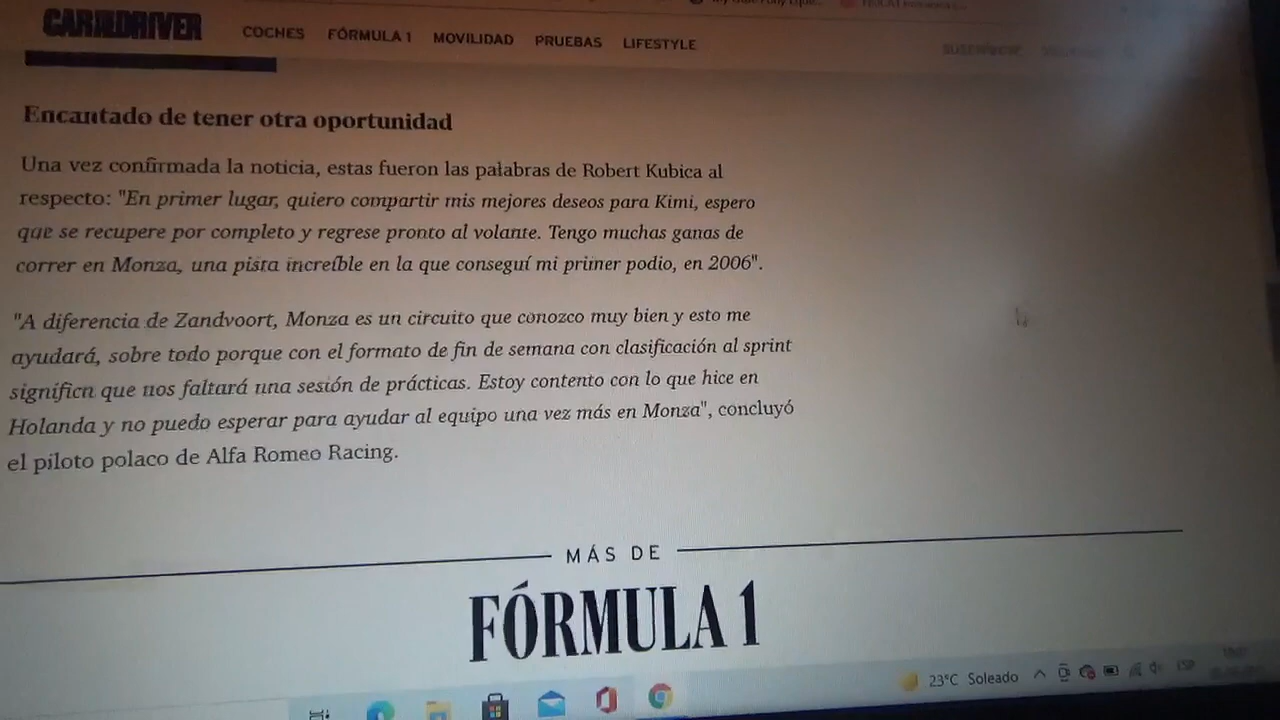 CAR AND DRIVER
COCHES FÓRMULA 1 MOVILIDAD PRUEBAS LIFESTYLE
Encantado de tener otra oportunidad
Una vez confirmada la noticia, estas fueron las palabras de Robert Kubica al
respecto: "En primer lugar, quiero compartir mis mejores deseos para Kimi, espero
que se recupere por completo y regrese pronto al volante. Tengo muchas ganas de
correr en Monza, una pista increíble en la que conseguí mi primer podio, en 2006".
"A diferencia de Zandvoort, Monza es un circuito que conozco muy bien y esto me
ayudará, sobre todo porque con el formato de fin de semana con clasificación al sprint
significa que nos faltará una sesión de prácticas. Estoy contento con lo que hice en
Holanda y no puedo esperar para ayudar al equipo una vez más en Monza", concluyó
el piloto polaco de Alfa Romeo Racing.
MÁS DE
FÓRMULA 1
23°C Soleado ESP